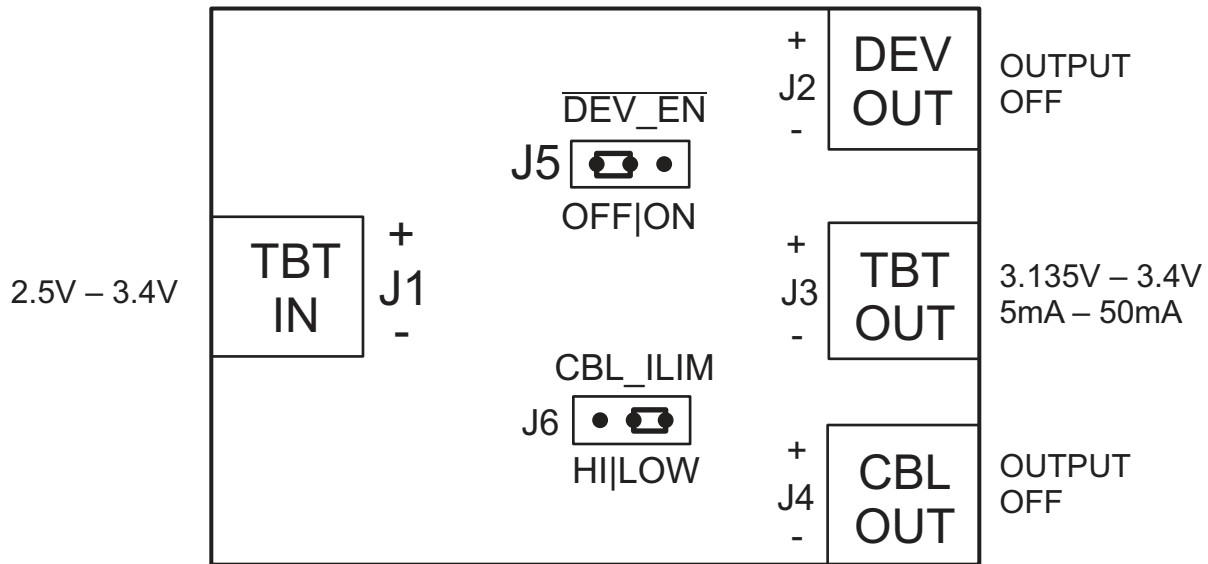 2.5V – 3.4V
TBT
IN
+
J1
-
DEV_EN
J5
OFF|ON
CBL_ILIM
J6
HI|LOW
+
J2
-
DEV
OUT
OUTPUT
OFF
+
J3
-
TBT
OUT
3.135V – 3.4V
5mA – 50mA
+
J4
-
CBL
OUT
OUTPUT
OFF